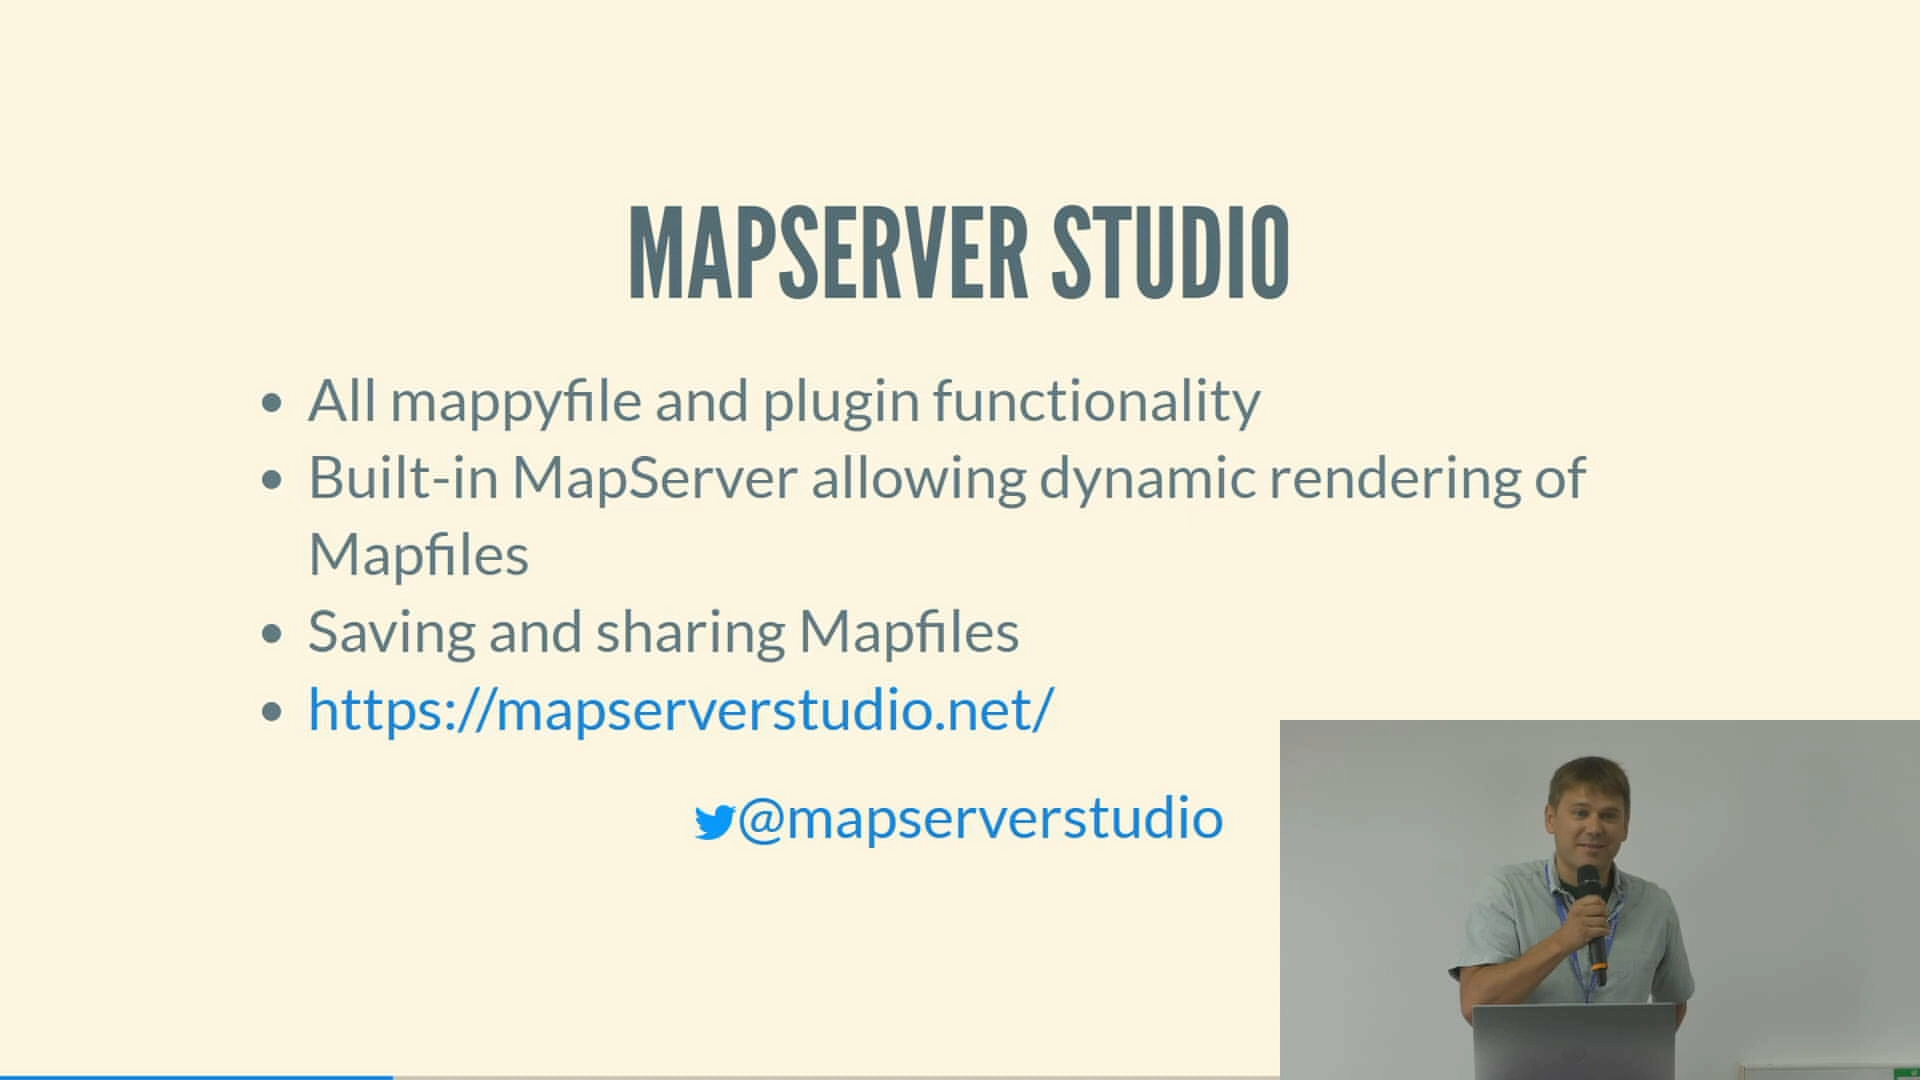 MAPSERVER STUDIO
All mappyfile and plugin functionality
Built-in MapServer allowing dynamic rendering of
Mapfiles
Saving and sharing Mapfiles
https://mapserverstudio.net/
@mapserverstudio